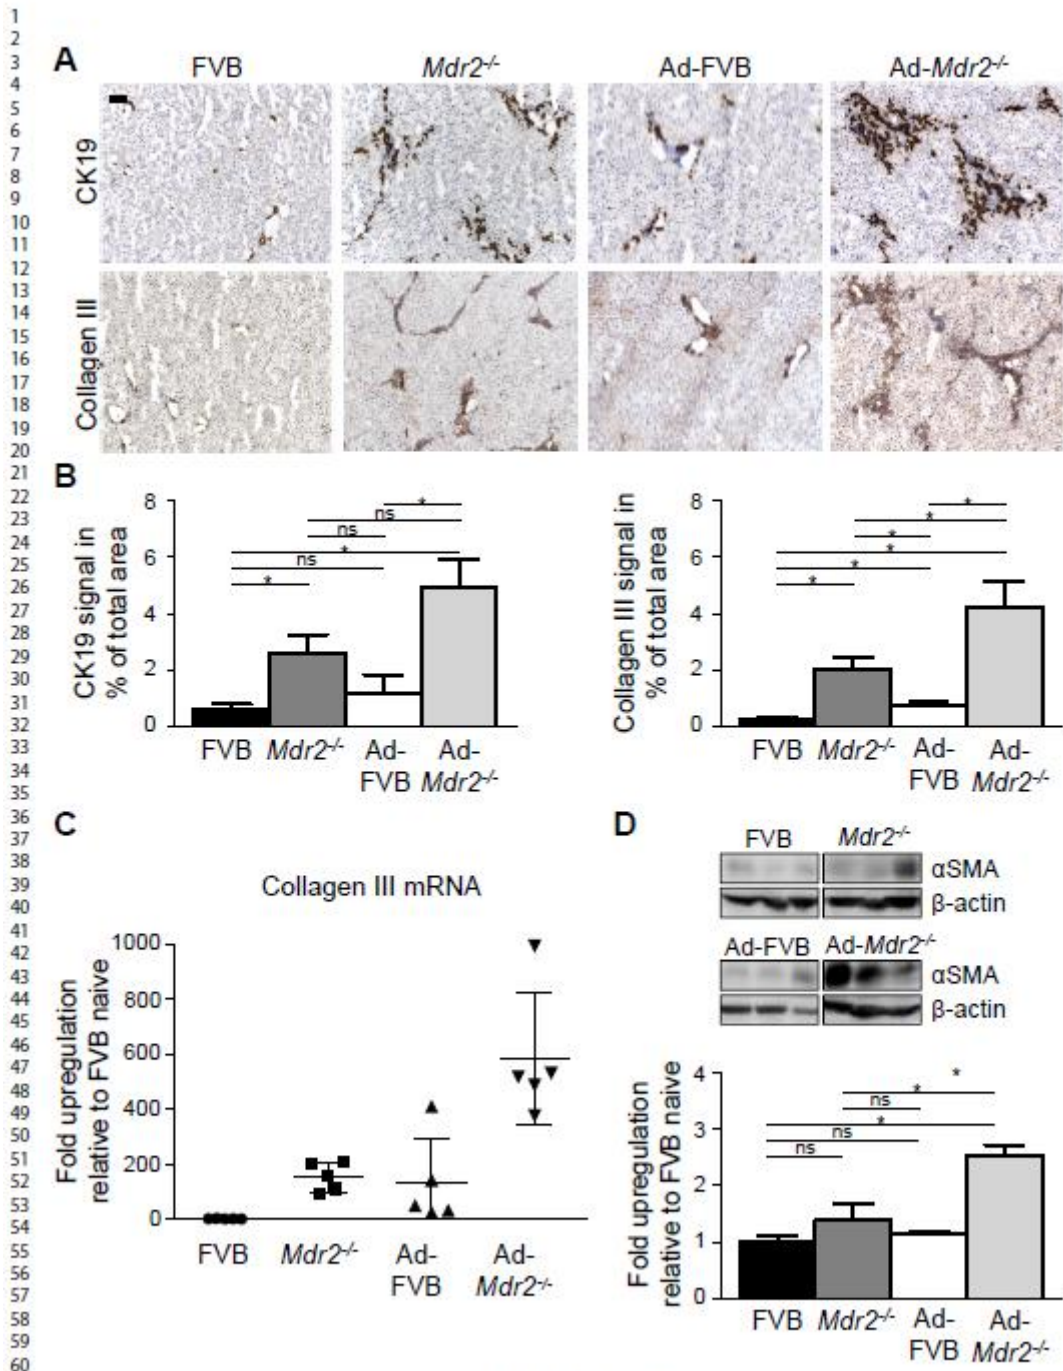 1
2
3
4
5
6
7
8
9
10
11
12
13
14
15
16
17
18
19
20
21
22
23
24
25
26
27
28
29
30
31
32
33
34
35
36
37
38
39
40
41
42
43
44
45
46
47
48
49
50
51
52
53
54
55
56
57
58
59
60
A
FVB Mdr2-/- Ad-FVB Ad-Mdr2-/-
CK19
Collagen III
B
CK19 signal in
% of total area
8
6
4
2
0
*
ns
ns
*
ns
*
FVB Mdr2-/- Ad-FVB Ad-Mdr2-/-
Collagen III signal in
% of total area
8
6
4
2
0
*
*
*
*
*
*
FVB Mdr2-/- Ad-FVB Ad-Mdr2-/-
C
Collagen III mRNA
Fold upregulation
relative to FVB naive
1000
800
600
400
200
0
FVB Mdr2-/- Ad-FVB Ad-Mdr2-/-
D
FVB Mdr2-/-
αSMA
β-actin
Ad-FVB Ad-Mdr2-/-
αSMA
β-actin
Fold upregulation
relative to FVB naive
4
3
2
1
0
*
*
ns
*
ns
ns
FVB Mdr2-/- Ad-FVB Ad-Mdr2-/-